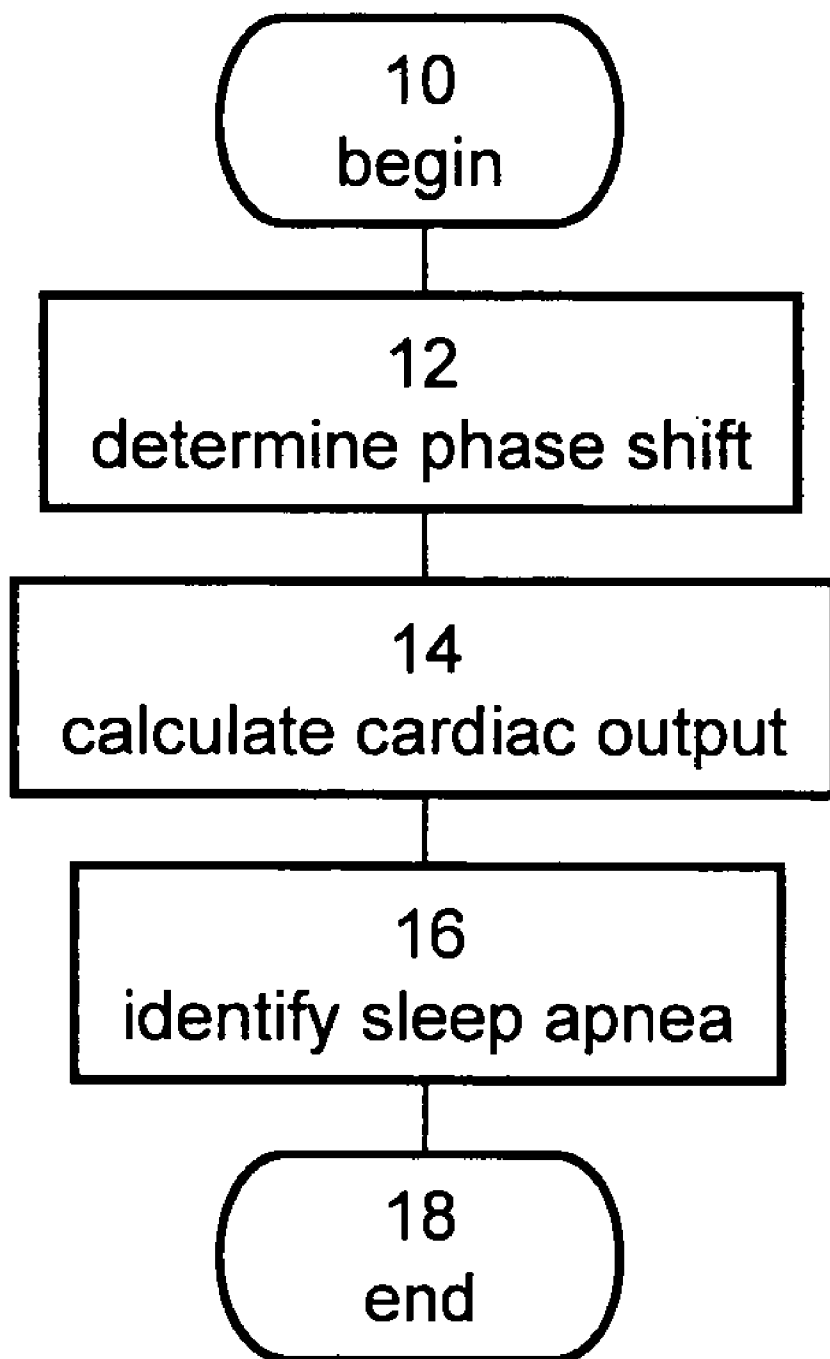 10
begin
12
determine phase shift
14
calculate cardiac output
16
identify sleep apnea
18
end